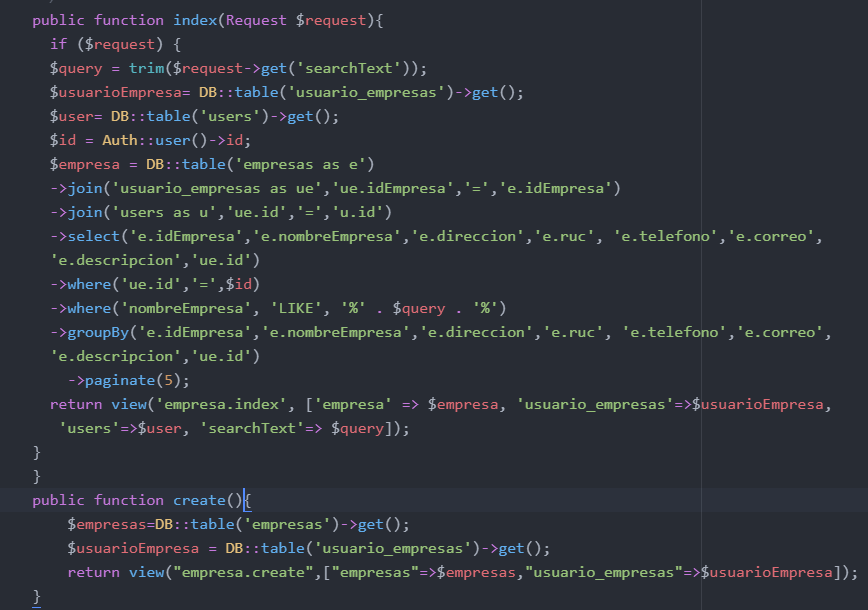 public function index(Request $request){
if ($request) {
$query = trim($request->get('searchText'));
$usuarioEmpresa= DB::table('usuario_empresas')->get();
$user= DB::table('users')->get();
$id = Auth::user()->id;
$empresa = DB::table('empresas as e')
->join('usuario_empresas as ue','ue.idEmpresa','=','e.idEmpresa')
->join('users as u','ue.id','=','u.id')
->select('e.idEmpresa','e.nombreEmpresa','e.direccion','e.ruc', 'e.telefono','e.correo',
'e.descripcion','ue.id')
->where('ue.id','=',$id)
->where('nombreEmpresa', 'LIKE', '%' . $query . '%')
->groupBy('e.idEmpresa','e.nombreEmpresa','e.direccion','e.ruc', 'e.telefono','e.correo',
'e.descripcion','ue.id')
->paginate(5);
return view('empresa.index', ['empresa' => $empresa, 'usuario_empresas'=>$usuarioEmpresa,
'users'=>$user, 'searchText'=> $query]);
}
}
public function create(){
$empresas=DB::table('empresas')->get();
$usuarioEmpresa = DB::table('usuario_empresas')->get();
return view("empresa.create",["empresas"=>$empresas,"usuario_empresas"=>$usuarioEmpresa]);
}